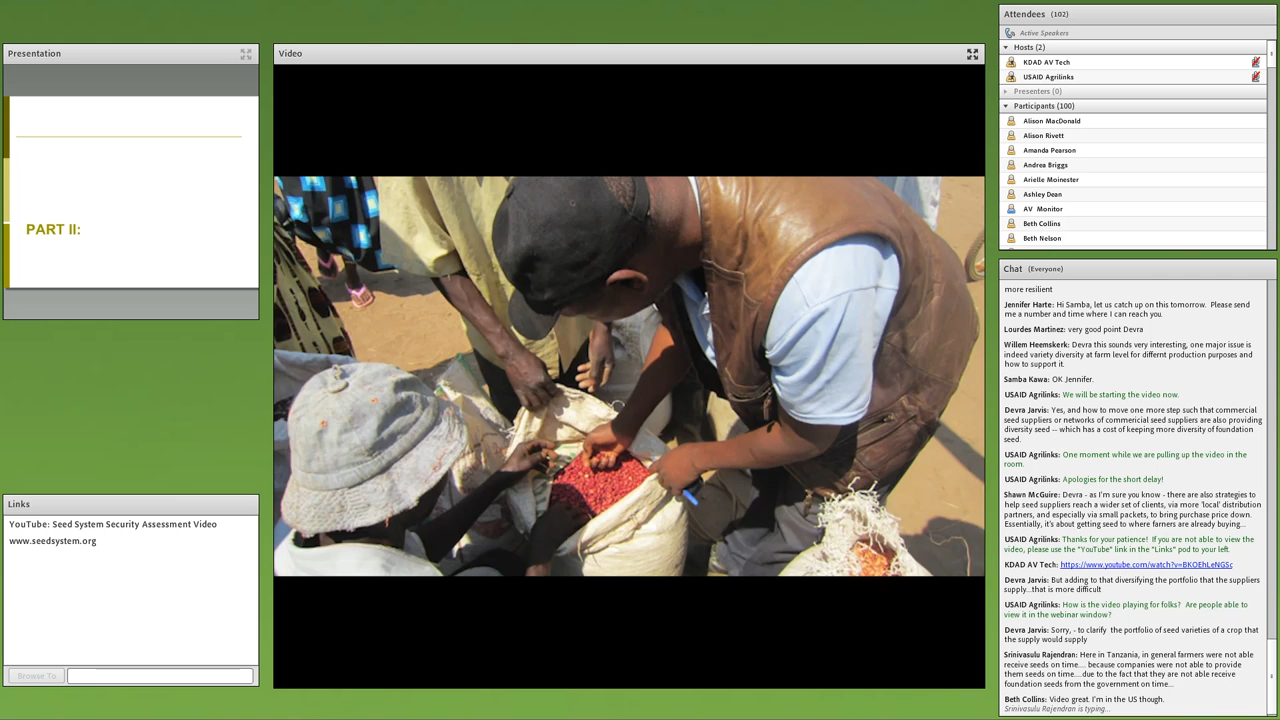 Presentation
PART II:
Links
YouTube: Seed System Security Assessment Video
www.seedsystem.org
Browse To
Video
Attendees (102)
Active Speakers
Hosts (2)
KDAD AV Tech
USAID Agrilinks
Presenters (0)
Participants (100)
Alison MacDonald
Alison Rivett
Amanda Pearson
Andrea Briggs
Arielle Moinester
Ashley Dean
AV Monitor
Beth Collins
Beth Nelson
Chat (Everyone)
more resilient
Jennifer Harte: Hi Samba, let us catch up on this tomorrow. Please send
me a number and time where I can reach you.
Lourdes Martinez: very good point Devra
Willem Heemskerk: Devra this sounds very interesting, one major issue is
indeed variety diversity at farm level for differnt production purposes and
how to support it.
Samba Kawa: OK Jennifer.
USAID Agrilinks: We will be starting the video now.
Devra Jarvis: Yes, and how to move one more step such that commercial
seed suppliers or networks of commercial seed suppliers are also providing
diversity seed -- which has a cost of keeping more diversity of foundation
seed.
USAID Agrilinks: One moment while we are pulling up the video in the
room.
USAID Agrilinks: Apologies for the short delay!
Shawn McGuire: Devra - as I'm sure you know - there are also strategies to
help seed suppliers reach a wider set of clients, via more 'local' distribution
partners, and especially via small packets, to bring purchase price down.
Essentially, it's about getting seed to where farmers are already buying...
USAID Agrilinks: Thanks for your patience! If you are not able to view the
video, please use the "YouTube" link in the "Links" pod to your left.
KDAD AV Tech: https://www.youtube.com/watch?v=BKOEhLeNGSc
Devra Jarvis: But adding to that diversifying the portfolio that the suppliers
supply...that is more difficult
USAID Agrilinks: How is the video playing for folks? Are people able to
view it in the webinar window?
Devra Jarvis: Sorry, - to clarify the portfolio of seed varieties of a crop that
the supply would supply
Srinivasulu Rajendran: Here in Tanzania, in general farmers were not able
receive seeds on time.... because companies were not able to provide
them seeds on time....due to the fact that they are not able receive
foundation seeds from the government on time...
Beth Collins: Video great. I'm in the US though.
Srinivasulu Rajendran is typing...